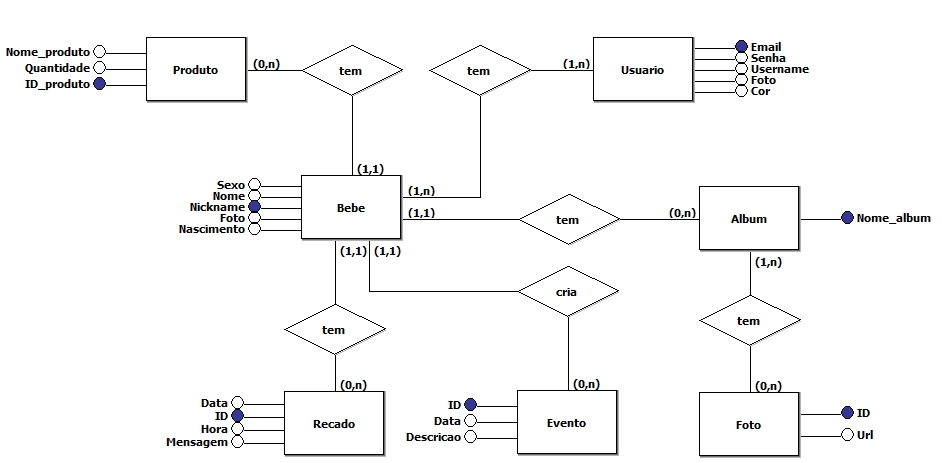 Nome_produto
Quantidade
ID_produto
Produto
(0,n)
tem
(1,1)
tem
(1,n)
(1,n)
Usuario
Email
Senha
Username
Foto
Cor
Sexo
Nome
Nickname
Foto
Nascimento
Bebe
(1,1)
tem
(0,n)
Album
Nome_album
(1,1)
(1,1)
(1,n)
cria
tem
tem
(0,n)
(0,n)
(0,n)
Data
ID
Hora
Mensagem
Recado
ID
Data
Descricao
Evento
Foto
ID
Url